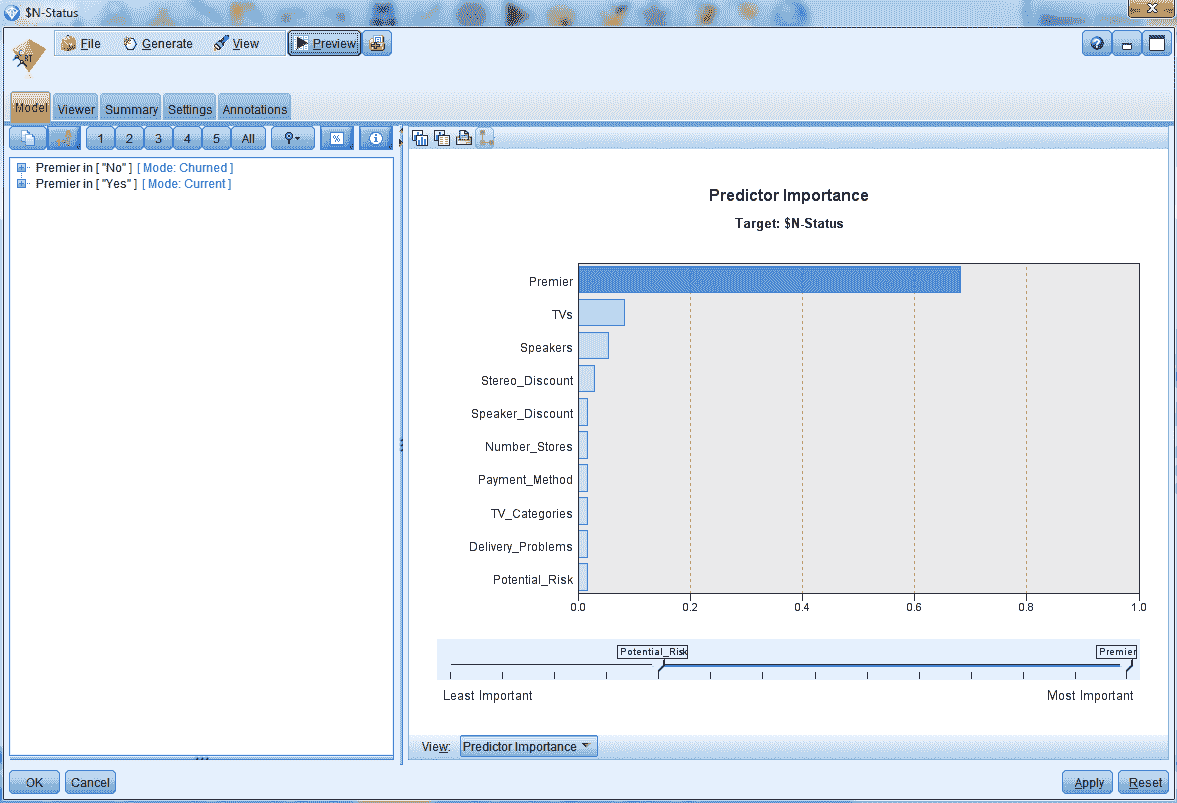 $N-Status
File Generate View Preview
Model Viewer Summary Settings Annotations
1 2 3 4 5 All %
Premier in [ "No" ] [ Mode: Churned ]
Premier in [ "Yes" ] [ Mode: Current ]
Predictor Importance
Target: $N-Status
Premier
TVs
Speakers
Stereo_Discount
Speaker_Discount
Number_Stores
Payment_Method
TV_Categories
Delivery_Problems
Potential_Risk
0.0 0.2 0.4 0.6 0.8 1.0
Potential_Risk Premier
Least Important Most Important
View: Predictor Importance
OK Cancel Apply Reset